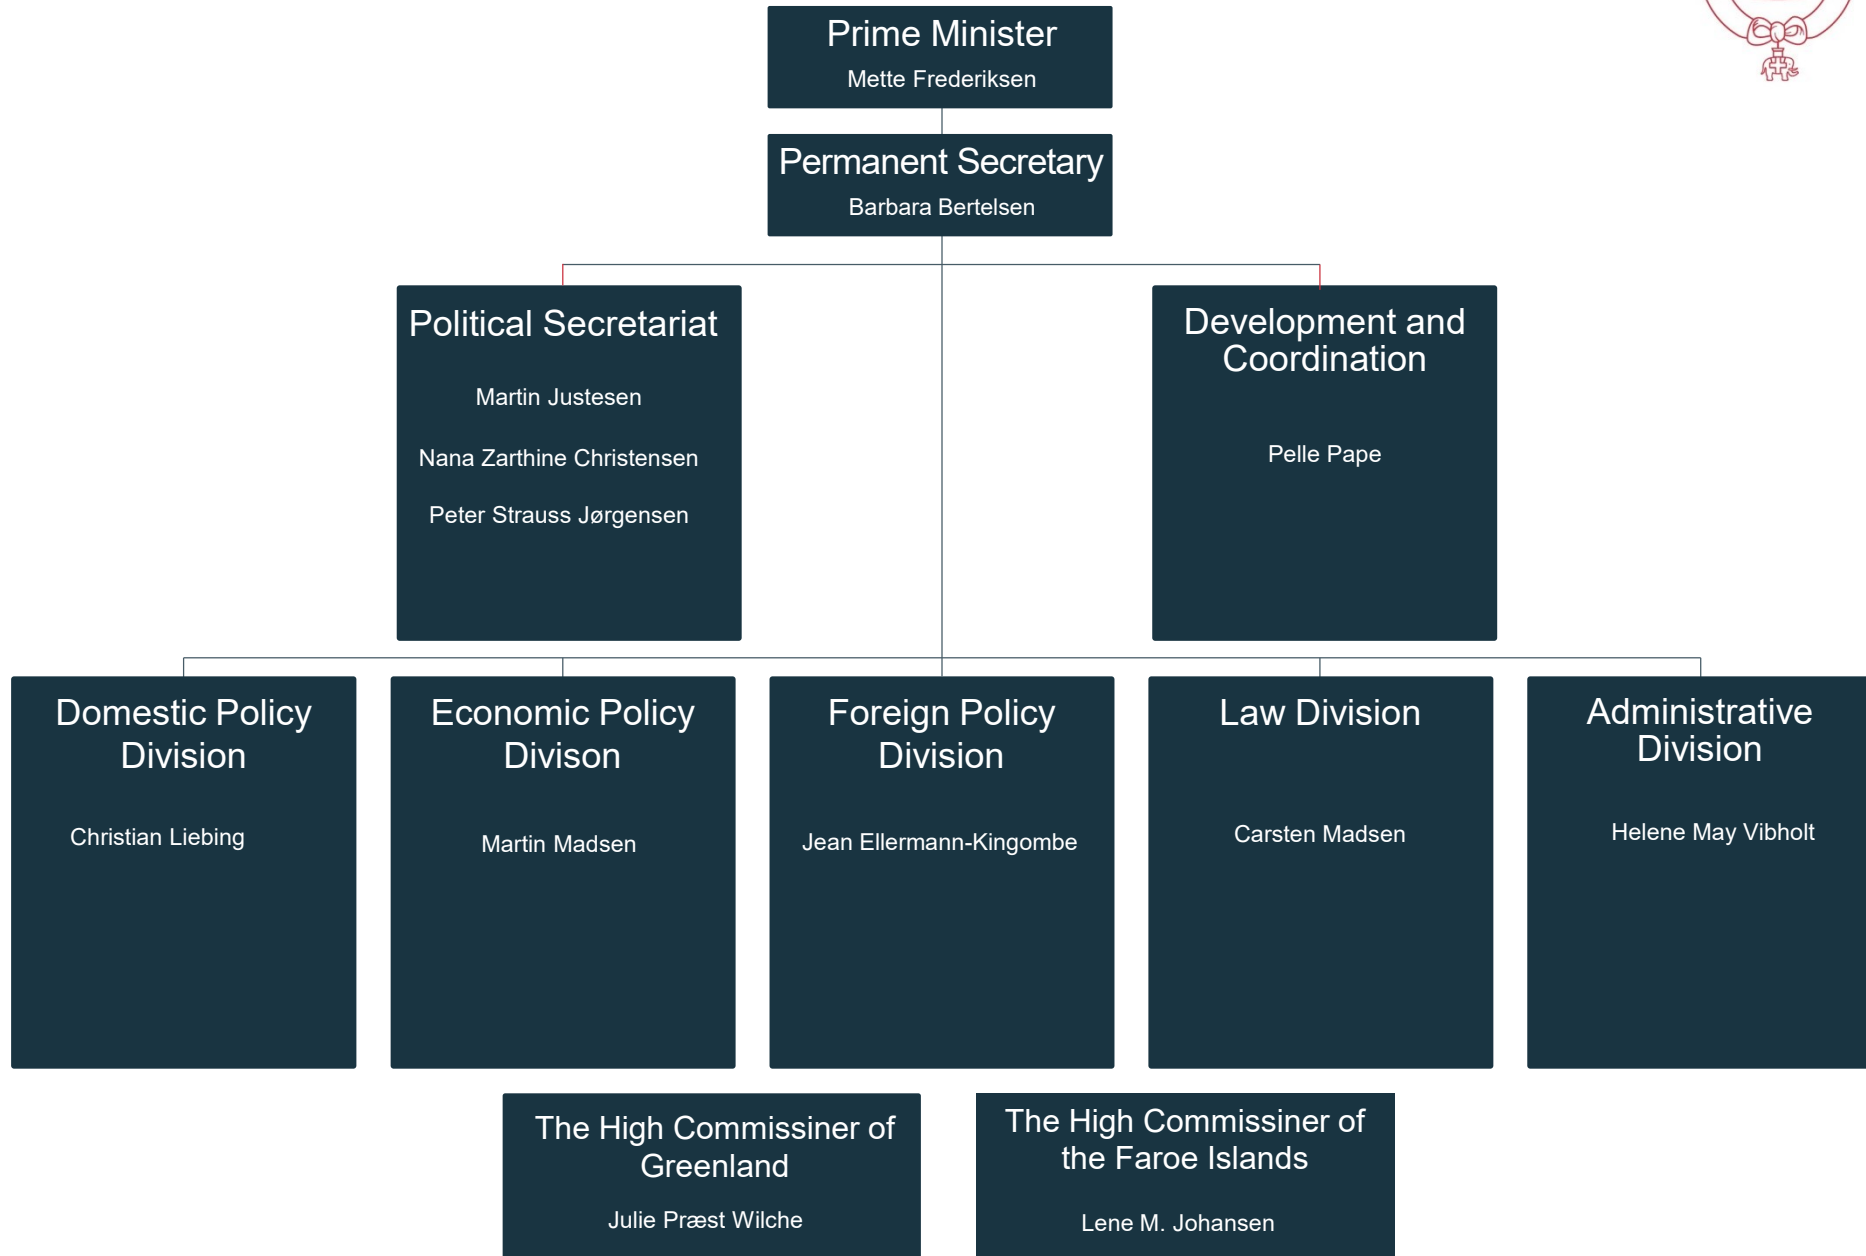 Prime Minister
Mette Frederiksen
Permanent Secretary
Barbara Bertelsen
Political Secretariat
Martin Justesen
Nana Zarthine Christensen
Peter Strauss Jørgensen
Development and
Coordination
Pelle Pape
Domestic Policy
Division
Christian Liebing
Economic Policy
Divison
Martin Madsen
Foreign Policy
Division
Jean Ellermann-Kingombe
Law Division
Carsten Madsen
Administrative
Division
Helene May Vibholt
The High Commissiner of
Greenland
Julie Præst Wilche
The High Commissiner of
the Faroe Islands
Lene M. Johansen